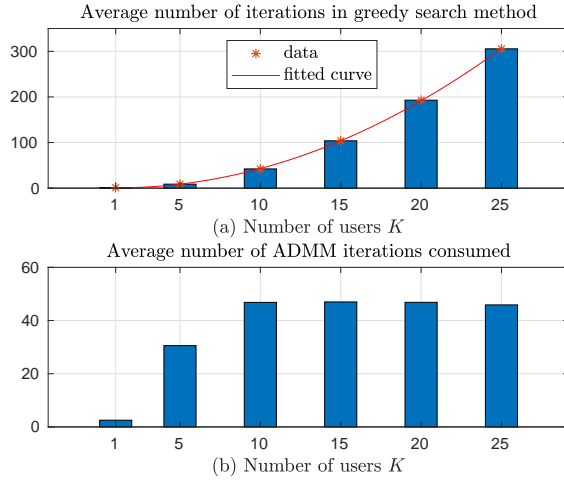 Average number of iterations in greedy search method
300
200
100
0
data
fitted curve
1 5 10 15 20 25
(a) Number of users K
Average number of ADMM iterations consumed
60
40
20
0
1 5 10 15 20 25
(b) Number of users K